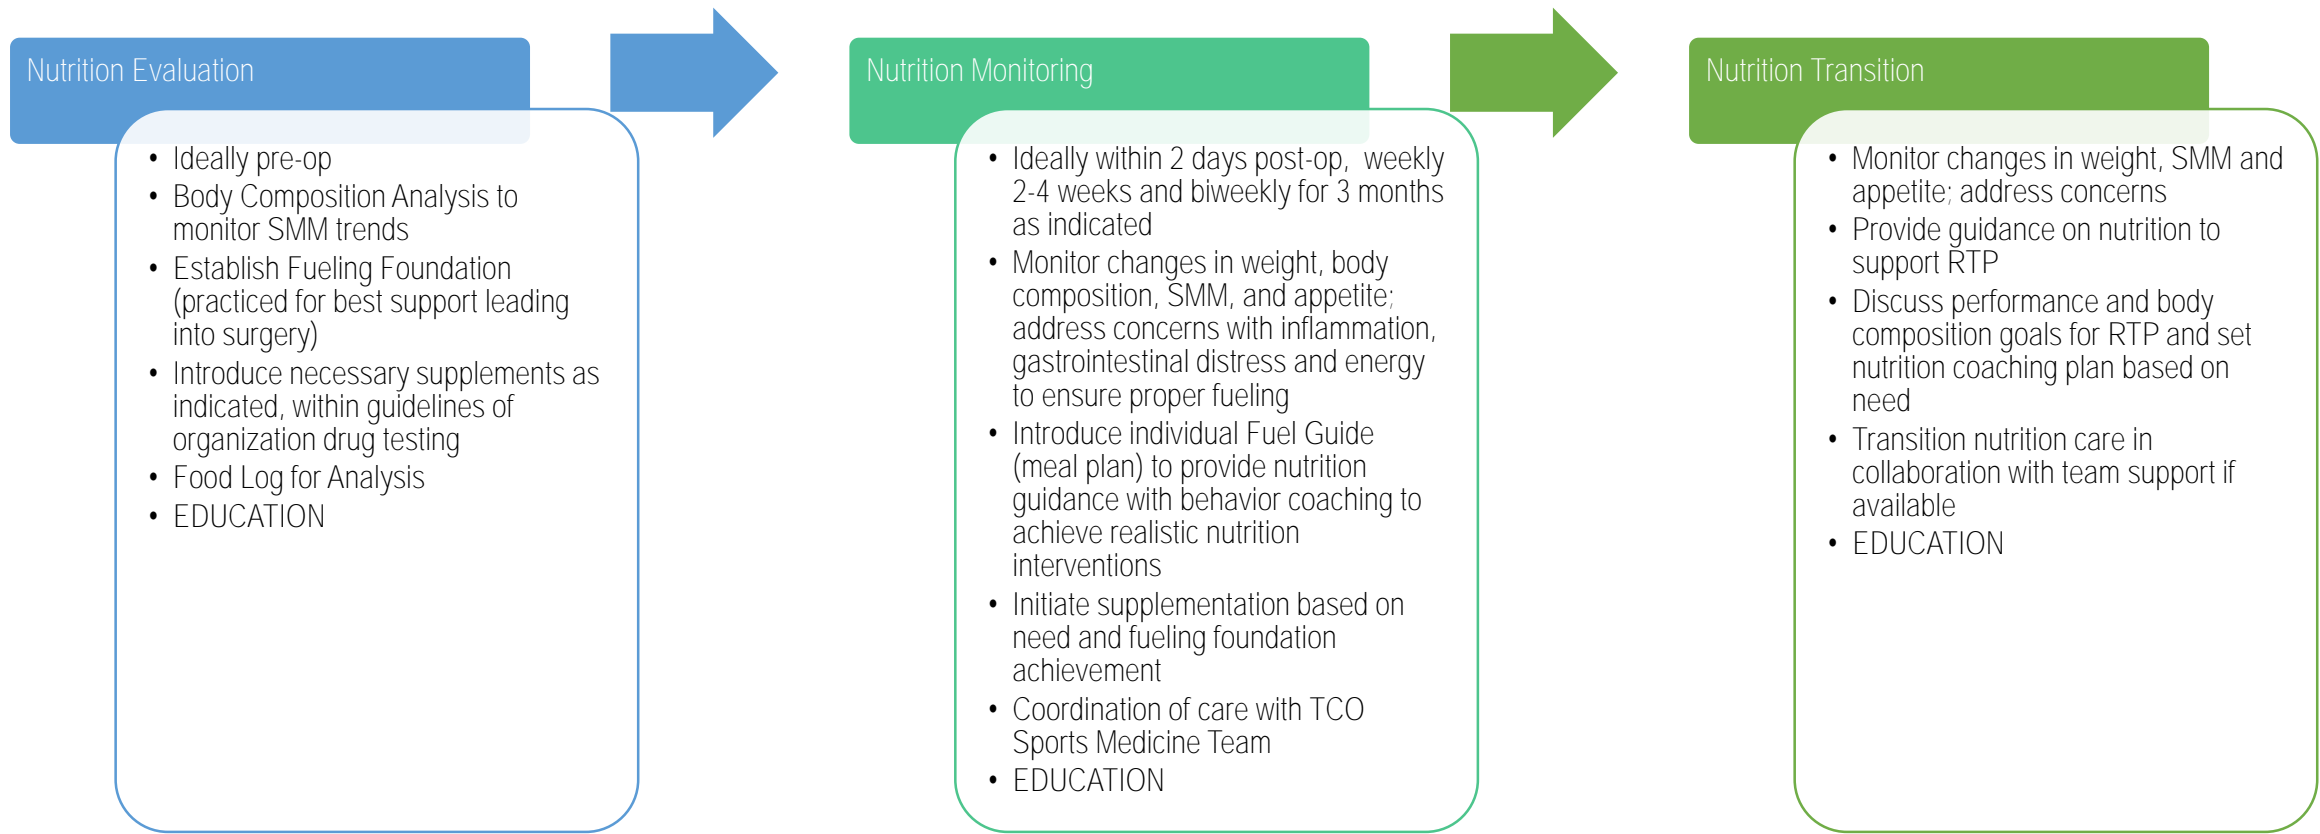 Nutrition Evaluation
• Ideally pre-op
• Body Composition Analysis to
monitor SMM trends
• Establish Fueling Foundation
(practiced for best support leading
into surgery)
• Introduce necessary supplements as
indicated, within guidelines of
organization drug testing
• Food Log for Analysis
• EDUCATION
Nutrition Monitoring
• Ideally within 2 days post-op,  weekly
2-4 weeks and biweekly for 3 months
as indicated
• Monitor changes in weight, body
composition, SMM, and appetite;
address concerns with inflammation,
gastrointestinal distress and energy
to ensure proper fueling
• Introduce individual Fuel Guide
(meal plan) to provide nutrition
guidance with behavior coaching to
achieve realistic nutrition
interventions
• Initiate supplementation based on
need and fueling foundation
achievement
• Coordination of care with TCO
Sports Medicine Team
• EDUCATION
Nutrition Transition
• Monitor changes in weight, SMM and
appetite; address concerns
• Provide guidance on nutrition to
support RTP
• Discuss performance and body
composition goals for RTP and set
nutrition coaching plan based on
need
• Transition nutrition care in
collaboration with team support if
available
• EDUCATION